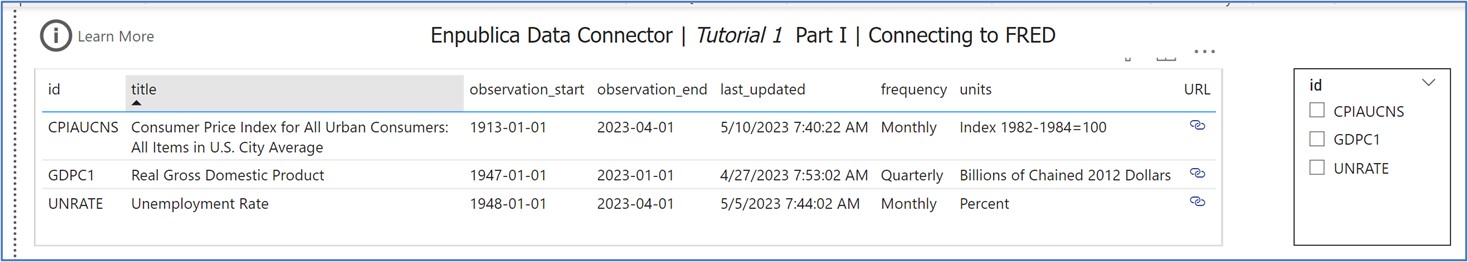 Learn More
Enpublica Data Connector | Tutorial 1 Part I | Connecting to FRED
id title observation_start observation_end last_updated frequency units URL
CPIAUCNS Consumer Price Index for All Urban Consumers: 1913-01-01 2023-04-01 5/10/2023 7:40:22 AM Monthly Index 1982-1984=100
All Items in U.S. City Average
GDPC1 Real Gross Domestic Product 1947-01-01 2023-01-01 4/27/2023 7:53:02 AM Quarterly Billions of Chained 2012 Dollars
UNRATE Unemployment Rate 1948-01-01 2023-04-01 5/5/2023 7:44:02 AM Monthly Percent
id
CPIAUCNS
GDPC1
UNRATE